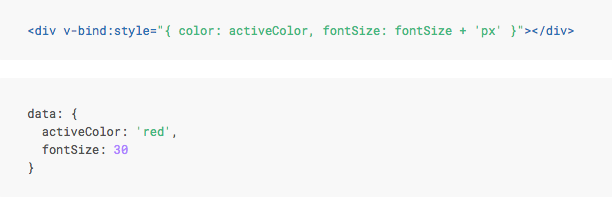 <div v-bind:style="{ color: activeColor, fontSize: fontSize + 'px' }"></div>
data: {
  activeColor: 'red',
  fontSize: 30
}